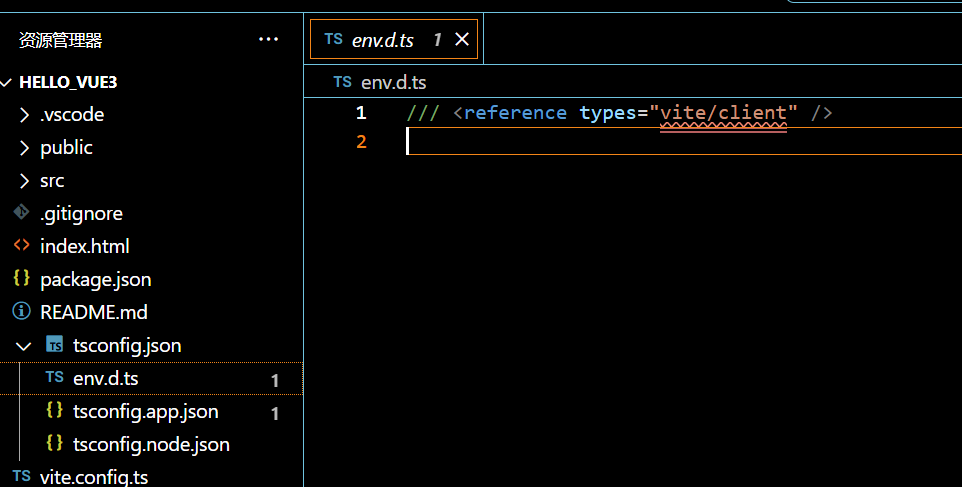 资源管理器 ···
HELLO_VUE3
.vscode
public
src
.gitignore
index.html
{} package.json
README.md
TS tsconfig.json
TS env.d.ts 1
{} tsconfig.app.json 1
{} tsconfig.node.json
TS vite.config.ts
TS env.d.ts 1
TS env.d.ts
1 /// <reference types="vite/client" />
2